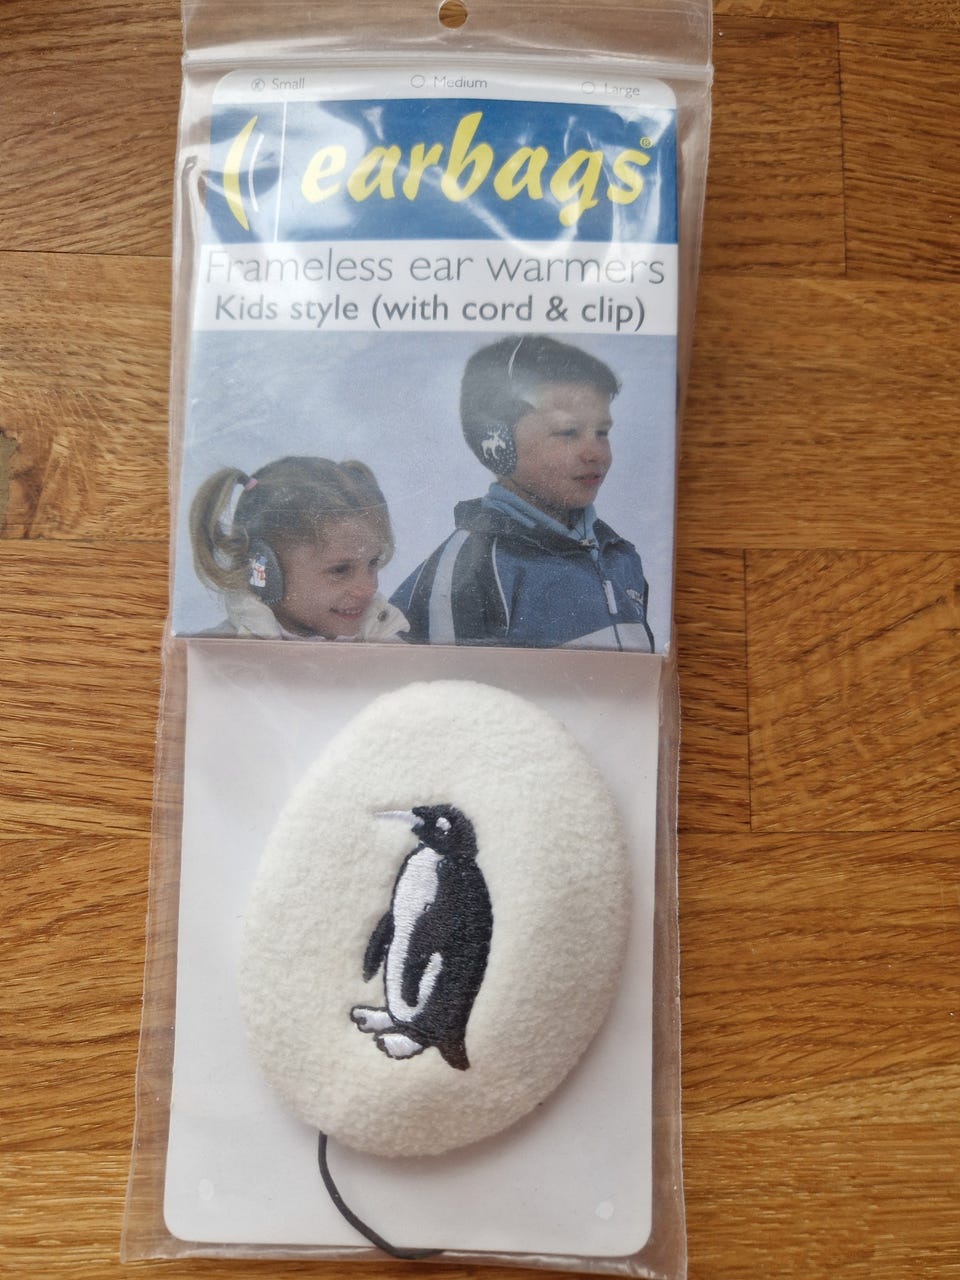 Small Medium Large
earbags®
Frameless ear warmers
Kids style (with cord & clip)